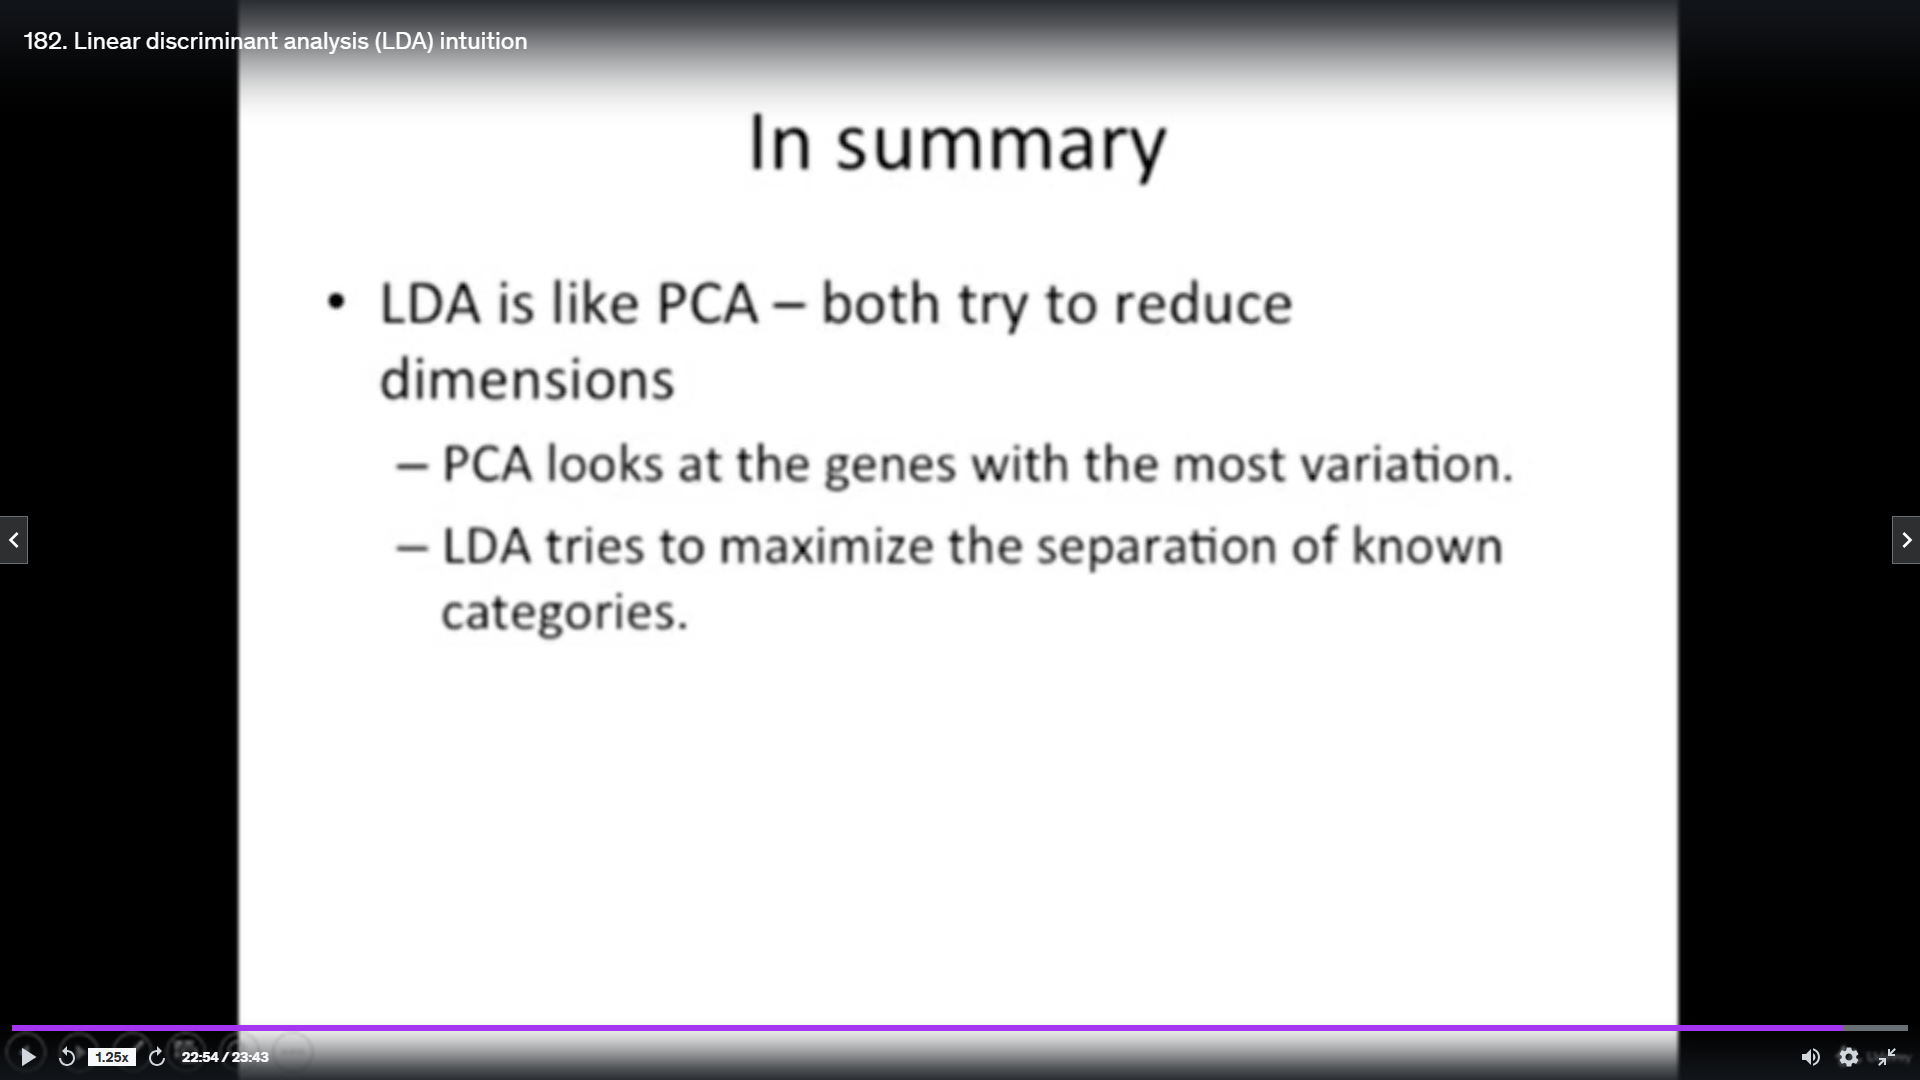 182. Linear discriminant analysis (LDA) intuition
In summary
• LDA is like PCA – both try to reduce
dimensions
– PCA looks at the genes with the most variation.
– LDA tries to maximize the separation of known
categories.
1.25x
22:54 / 23:43